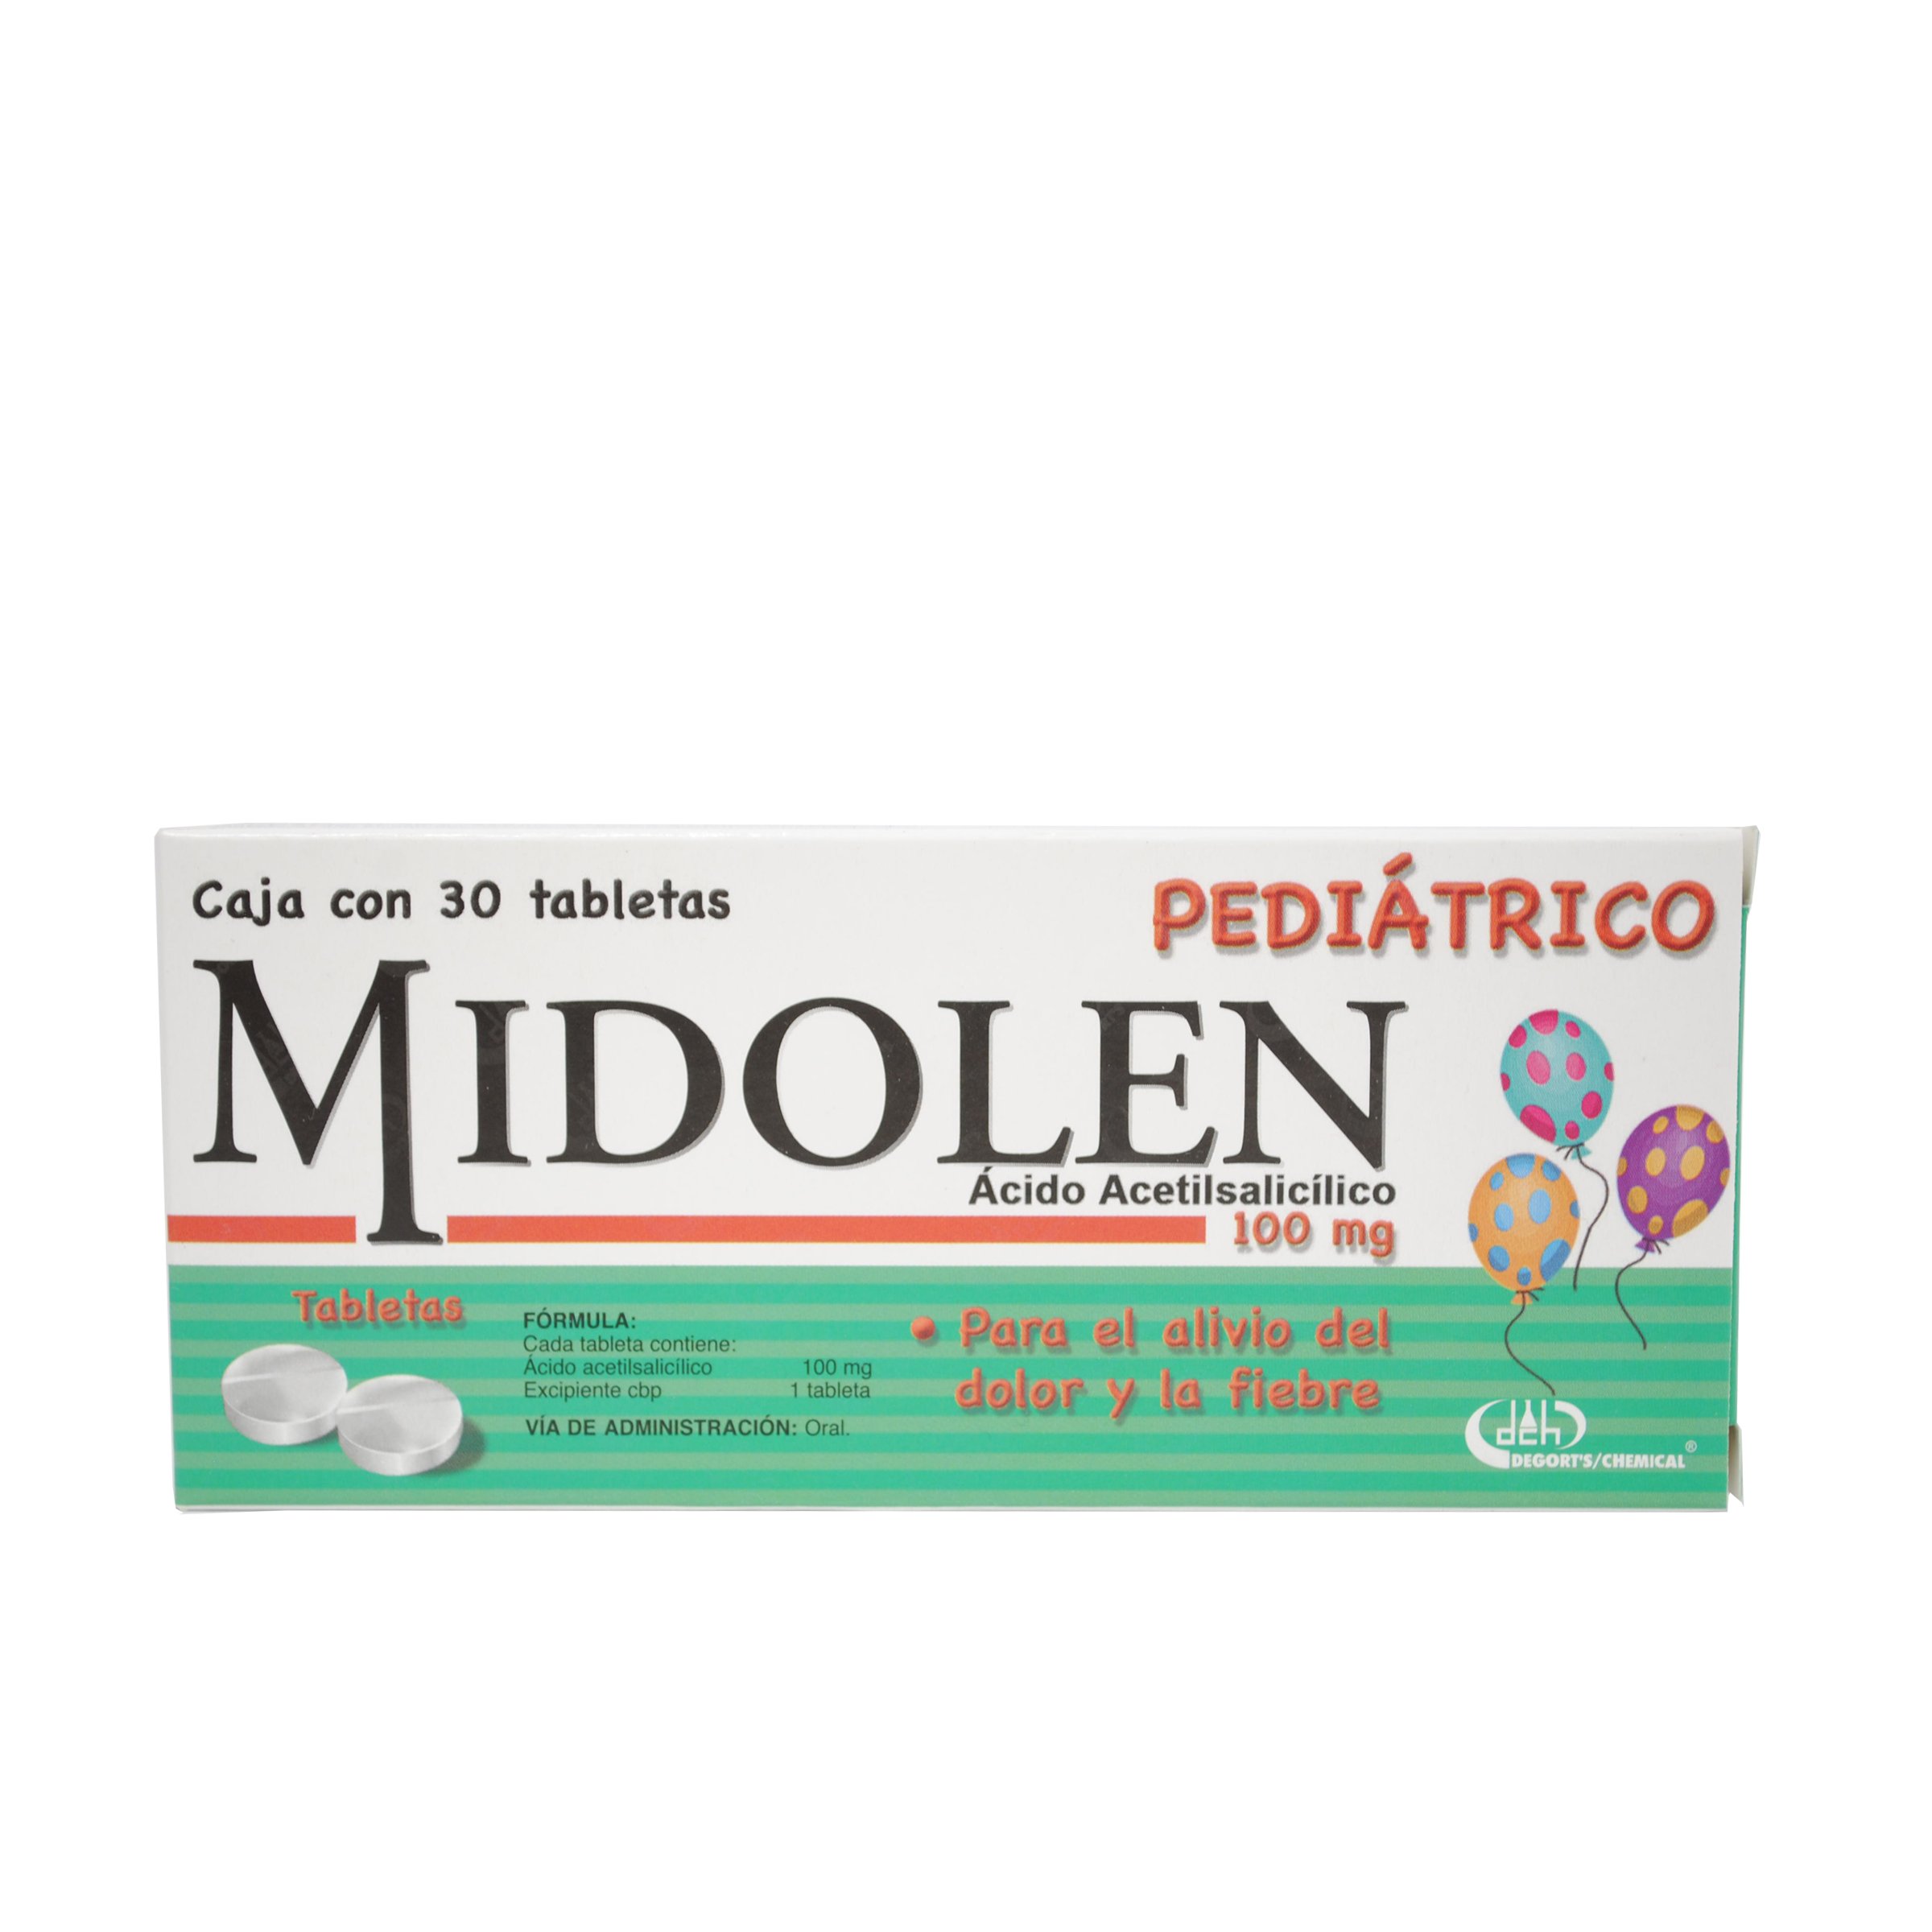 Caja con 30 tabletas
PEDIÁTRICO
MIDOLEN
Ácido Acetilsalicílico
100 mg
Tabletas
FÓRMULA:
Cada tableta contiene:
Ácido acetilsalicílico 100 mg
Excipiente cbp 1 tableta
VÍA DE ADMINISTRACIÓN: Oral.
• Para el alivio del
dolor y la fiebre
dch
DEGORT'S/CHEMICAL®